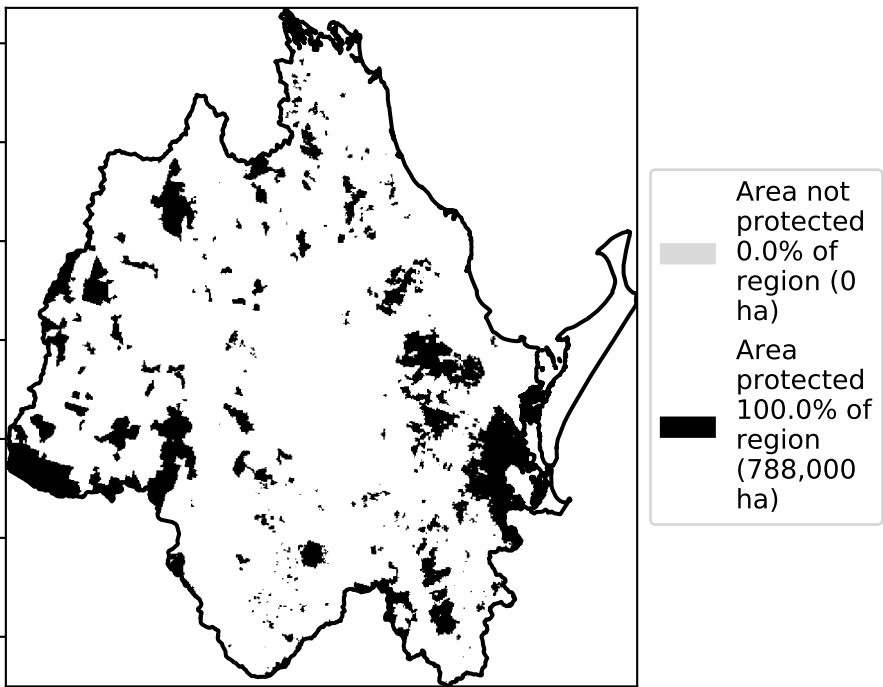 Area not
protected
0.0% of
region (0
ha)
Area
protected
100.0% of
region
(788,000
ha)